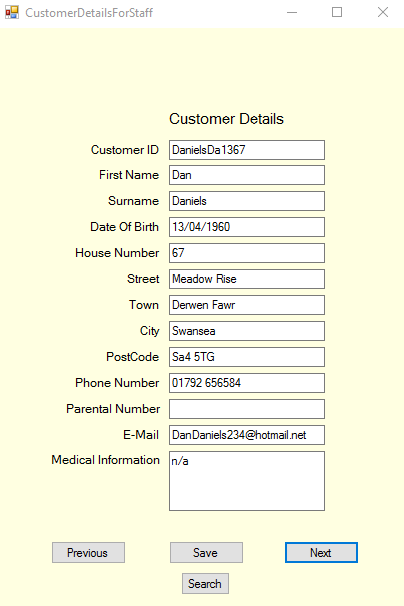 CustomerDetailsForStaff
Customer Details
Customer ID DanielsDa1367
First Name Dan
Surname Daniels
Date Of Birth 13/04/1960
House Number 67
Street Meadow Rise
Town Derwen Fawr
City Swansea
PostCode Sa4 5TG
Phone Number 01792 656584
Parental Number
E-Mail DanDaniels234@hotmail.net
Medical Information n/a
Previous Save Next
Search